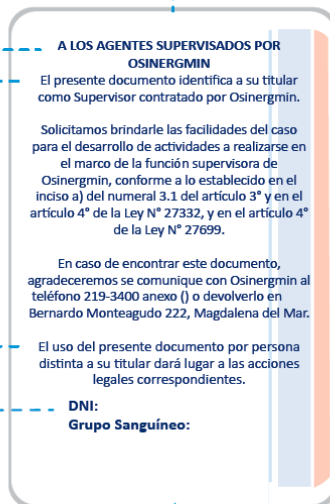 A LOS AGENTES SUPERVISADOS POR
OSINERGMIN
El presente documento identifica a su titular
como Supervisor contratado por Osinergmin.
Solicitamos brindarle las facilidades del caso
para el desarrollo de actividades a realizarse en
el marco de la función supervisora de
Osinergmin, conforme a lo establecido en el
inciso a) del numeral 3.1 del artículo 3° y en el
artículo 4° de la Ley N° 27332, y en el artículo 4°
de la Ley N° 27699.
En caso de encontrar este documento,
agradeceremos se comunique con Osinergmin al
teléfono 219-3400 anexo () o devolverlo en
Bernardo Monteagudo 222, Magdalena del Mar.
El uso del presente documento por persona
distinta a su titular dará lugar a las acciones
legales correspondientes.
DNI:
Grupo Sanguíneo: